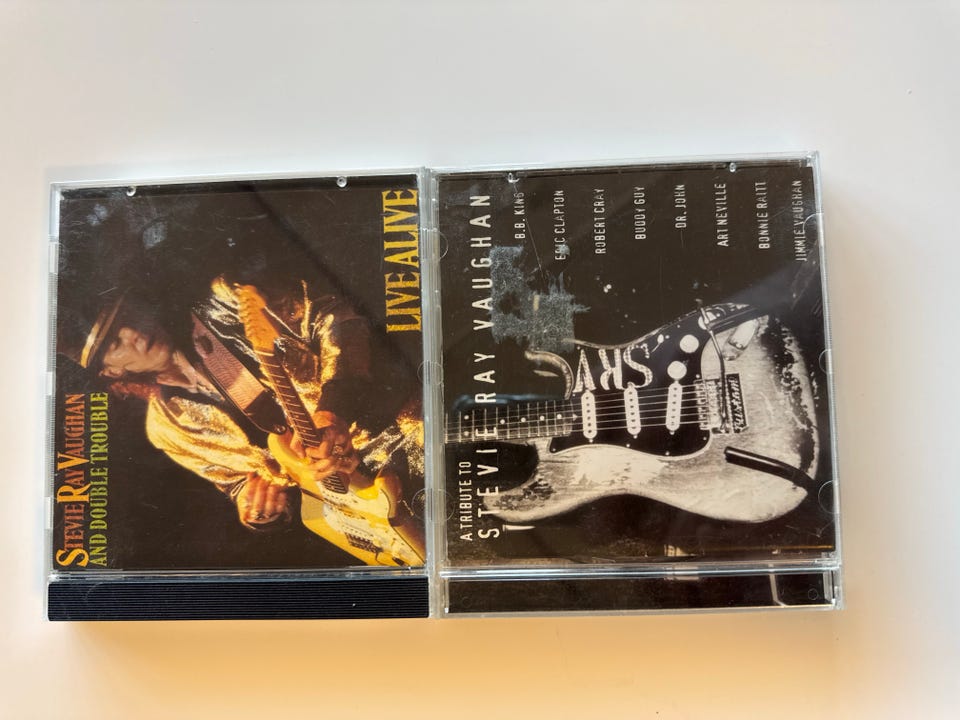 STEVIE RAY VAUGHAN
AND DOUBLE TROUBLE
LIVE ALIVE
A TRIBUTE TO
STEVIE RAY VAUGHAN
B.B. KING
ERIC CLAPTON
ROBERT CRAY
BUDDY GUY
DR. JOHN
ART NEVILLE
BONNIE RAITT
JIMMIE VAUGHAN
SRV
Custom